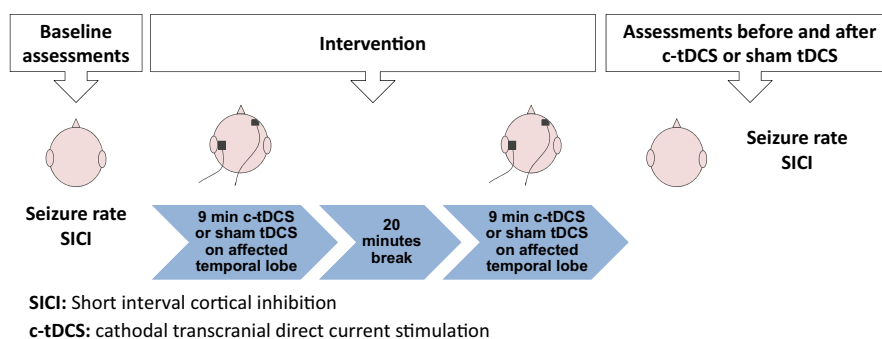 Baseline
assessments
Intervention
Assessments before and after
c-tDCS or sham tDCS
Seizure rate
SICI
9 min c-tDCS
or sham tDCS
on affected
temporal lobe
20
minutes
break
9 min c-tDCS
or sham tDCS
on affected
temporal lobe
Seizure rate
SICI
SICI: Short interval cortical inhibition
c-tDCS: cathodal transcranial direct current stimulation